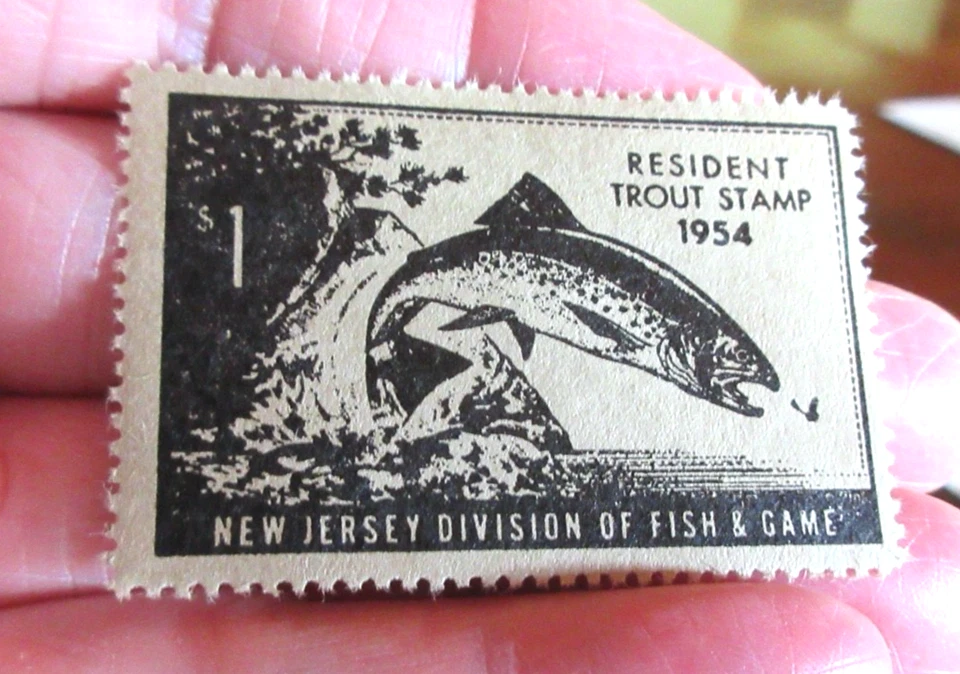 RESIDENT
TROUT STAMP
1954
$1
NEW JERSEY DIVISION OF FISH & GAME